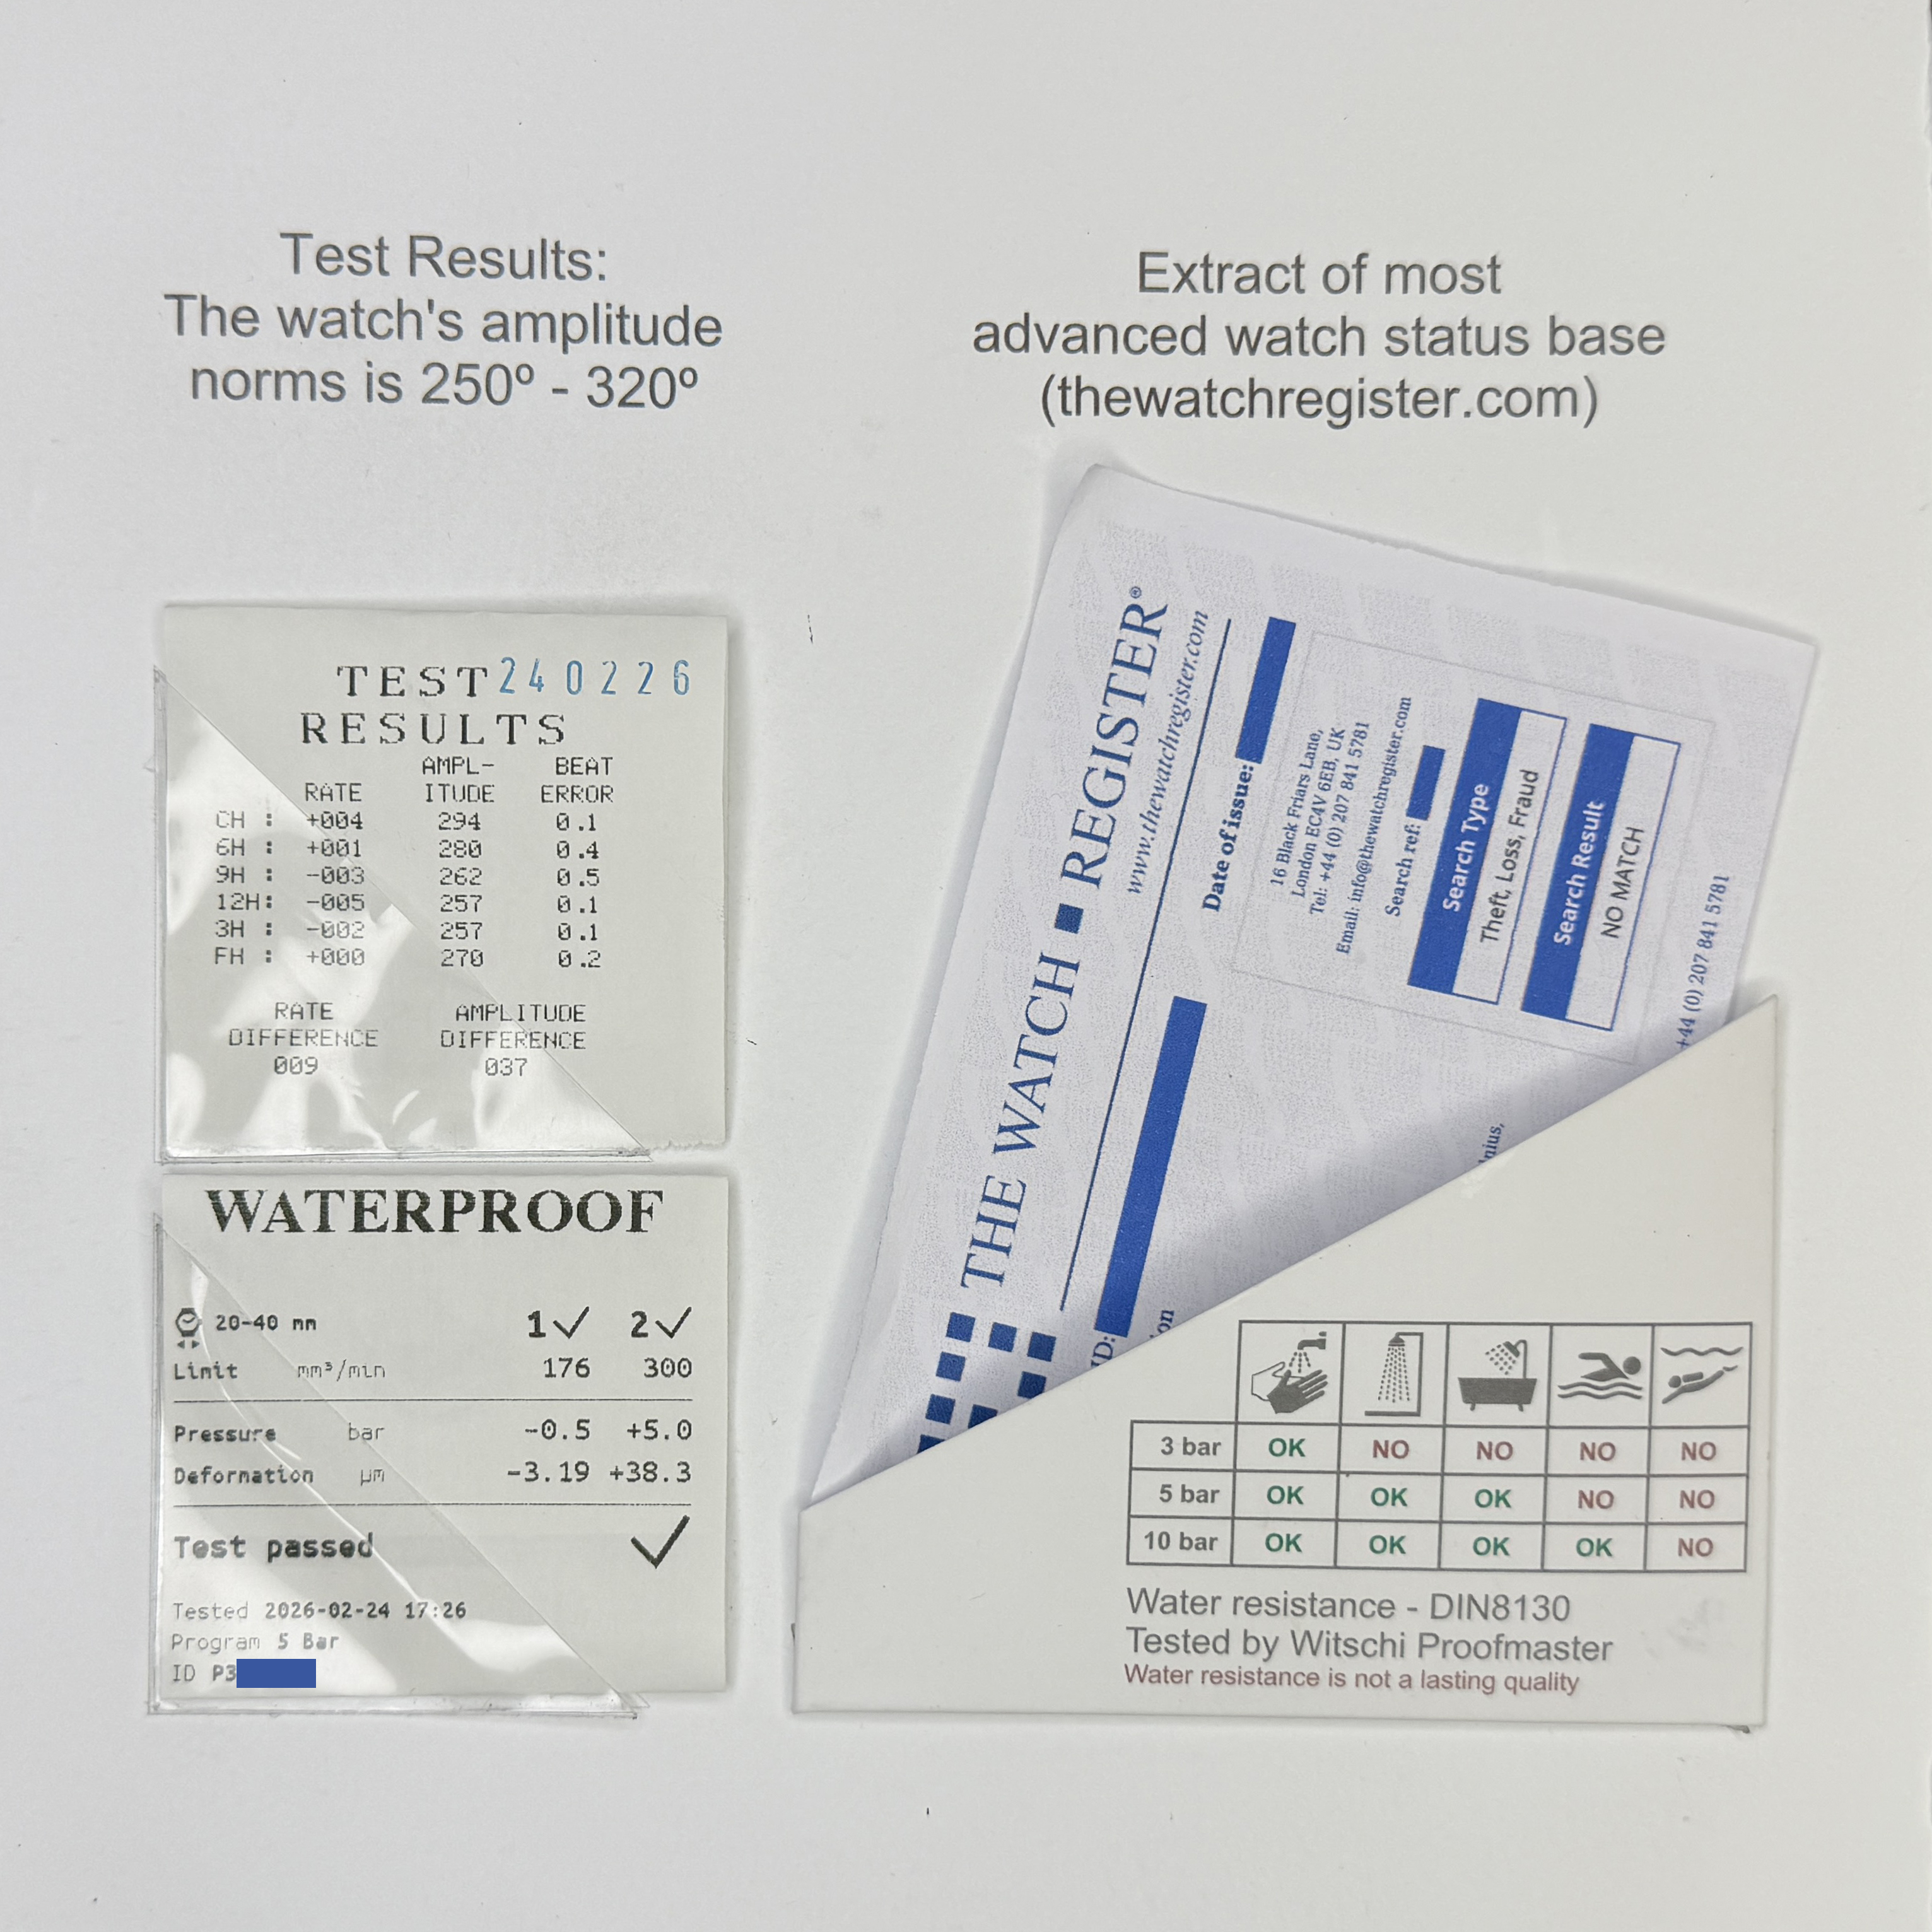 Test Results:
The watch's amplitude
norms is 250º - 320º
Extract of most
advanced watch status base
(thewatchregister.com)
TEST 240226
RESULTS
AMPL- BEAT
RATE ITUDE ERROR
CH : +004 294 0.1
6H : +001 280 0.4
9H : -003 262 0.5
12H: -005 257 0.1
3H : -002 257 0.1
FH : +000 270 0.2
RATE AMPLITUDE
DIFFERENCE DIFFERENCE
009 037
WATERPROOF
20-40 mm 1✓ 2✓
Limit mm³/min 176 300
Pressure bar -0.5 +5.0
Deformation µm -3.19 +38.3
Test passed ✓
Tested 2026-02-24 17:26
Program 5 Bar
ID P3
THE WATCH REGISTER®
www.thewatchregister.com
Date of issue:
16 Black Friars Lane,
London EC4V 6EB, UK
Tel: +44 (0) 207 841 5781
Email: info@thewatchregister.com
Search ref:
Search Type
Theft, Loss, Fraud
Search Result
NO MATCH
+44 (0) 207 841 5781
ID:
3 bar OK NO NO NO NO
5 bar OK OK OK NO NO
10 bar OK OK OK OK NO
Water resistance - DIN8130
Tested by Witschi Proofmaster
Water resistance is not a lasting quality